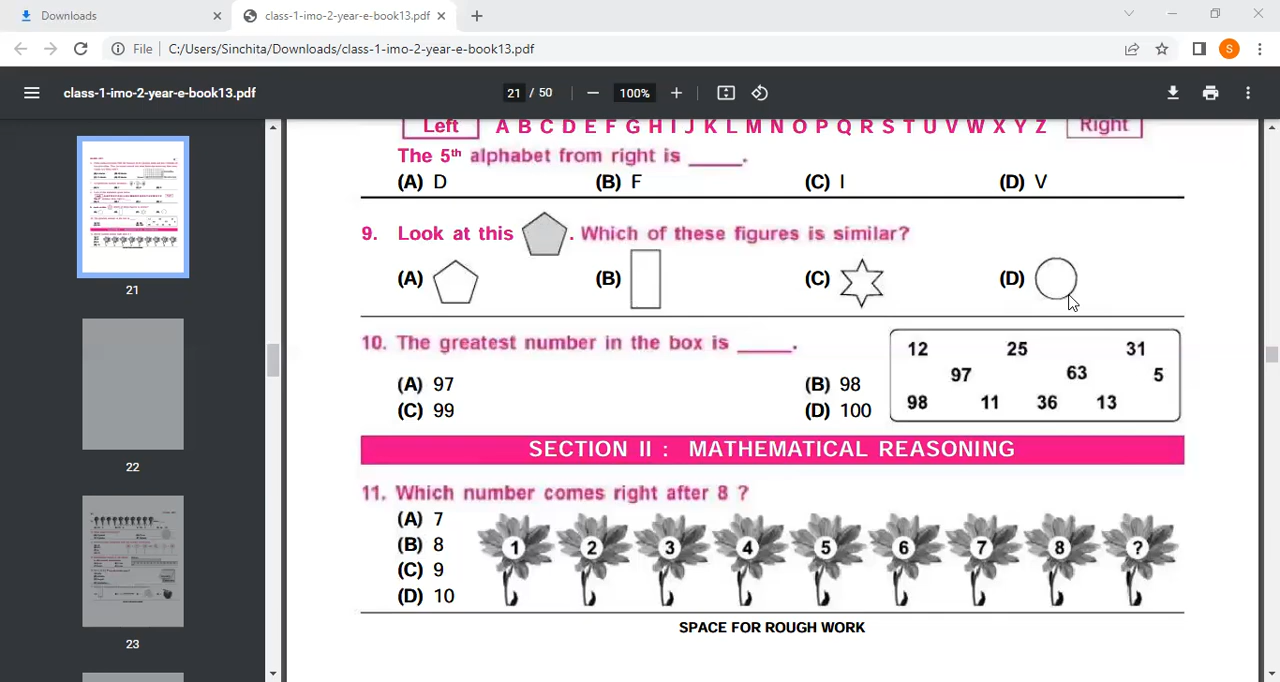 Downloads
class-1-imo-2-year-e-book13.pdf
File C:/Users/Sinchita/Downloads/class-1-imo-2-year-e-book13.pdf
S
class-1-imo-2-year-e-book13.pdf
21 / 50
100%
21
22
23
Left A B C D E F G H I J K L M N O P Q R S T U V W X Y Z Right
The 5th alphabet from right is _____.
(A) D (B) F (C) I (D) V
9. Look at this . Which of these figures is similar?
(A) (B) (C) (D)
10. The greatest number in the box is _____.
(A) 97 (B) 98
(C) 99 (D) 100
12 25 31
97 63 5
98 11 36 13
SECTION II : MATHEMATICAL REASONING
11. Which number comes right after 8 ?
(A) 7
(B) 8
(C) 9
(D) 10
1 2 3 4 5 6 7 8 ?
SPACE FOR ROUGH WORK